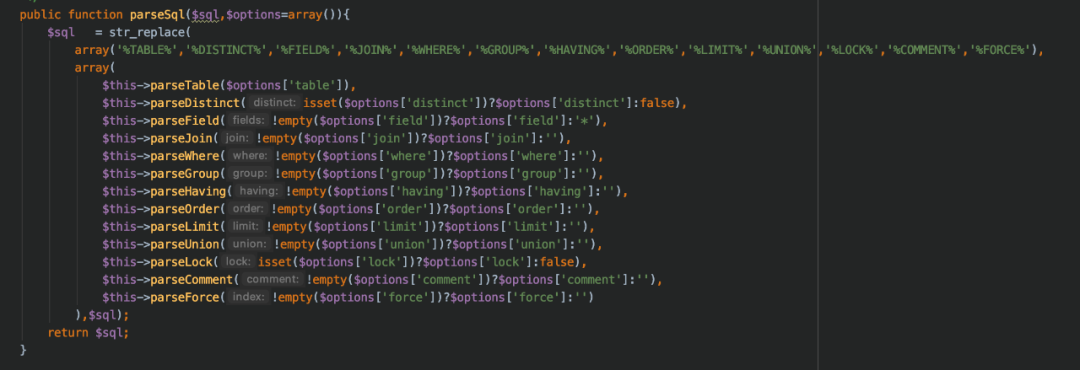 public function parseSql($sql,$options=array()){
$sql = str_replace(
array('%TABLE%','%DISTINCT%','%FIELD%','%JOIN%','%WHERE%','%GROUP%','%HAVING%','%ORDER%','%LIMIT%','%UNION%','%LOCK%','%COMMENT%','%FORCE%'),
array(
$this->parseTable($options['table']),
$this->parseDistinct( distinct: isset($options['distinct'])?$options['distinct']:false),
$this->parseField( fields: !empty($options['field'])?$options['field']:'*'),
$this->parseJoin( join: !empty($options['join'])?$options['join']:''),
$this->parseWhere( where: !empty($options['where'])?$options['where']:''),
$this->parseGroup( group: !empty($options['group'])?$options['group']:''),
$this->parseHaving( having: !empty($options['having'])?$options['having']:''),
$this->parseOrder( order: !empty($options['order'])?$options['order']:''),
$this->parseLimit( limit: !empty($options['limit'])?$options['limit']:''),
$this->parseUnion( union: !empty($options['union'])?$options['union']:''),
$this->parseLock( lock: isset($options['lock'])?$options['lock']:false),
$this->parseComment( comment: !empty($options['comment'])?$options['comment']:''),
$this->parseForce( index: !empty($options['force'])?$options['force']:'')
),$sql);
return $sql;
}